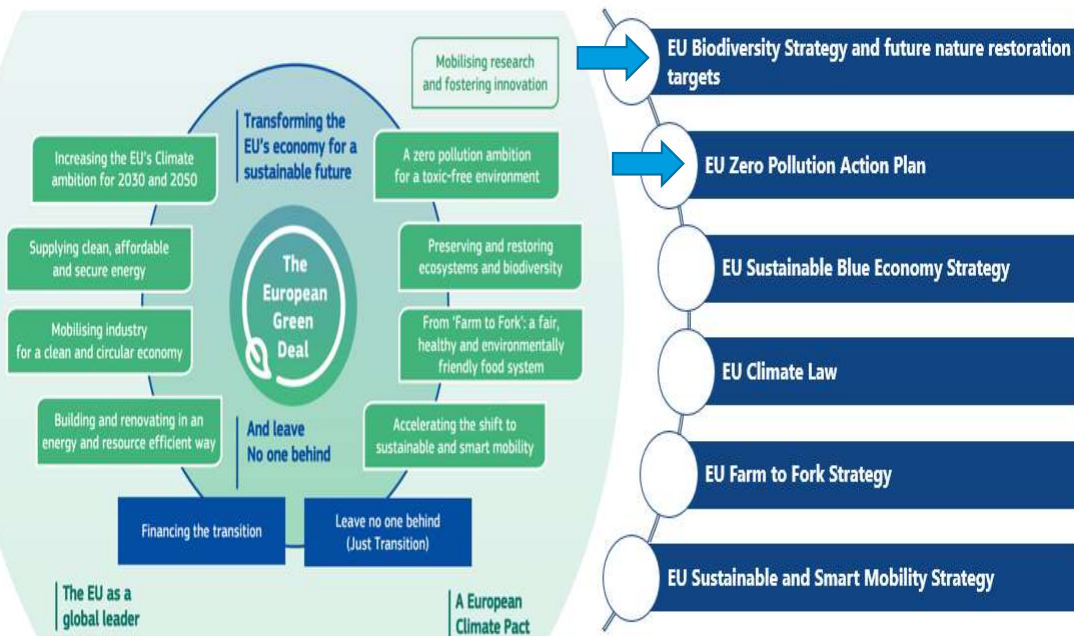 Mobilising research
and fostering innovation
Transforming the
EU's economy for a
sustainable future
Increasing the EU's Climate
ambition for 2030 and 2050
A zero pollution ambition
for a toxic-free environment
Supplying clean, affordable
and secure energy
Preserving and restoring
ecosystems and biodiversity
The
European
Green
Deal
Mobilising industry
for a clean and circular economy
From 'Farm to Fork': a fair,
healthy and environmentally
friendly food system
Building and renovating in an
energy and resource efficient way
And leave
No one behind
Accelerating the shift to
sustainable and smart mobility
Financing the transition
Leave no one behind
(Just Transition)
The EU as a
global leader
A European
Climate Pact
EU Biodiversity Strategy and future nature restoration
targets
EU Zero Pollution Action Plan
EU Sustainable Blue Economy Strategy
EU Climate Law
EU Farm to Fork Strategy
EU Sustainable and Smart Mobility Strategy